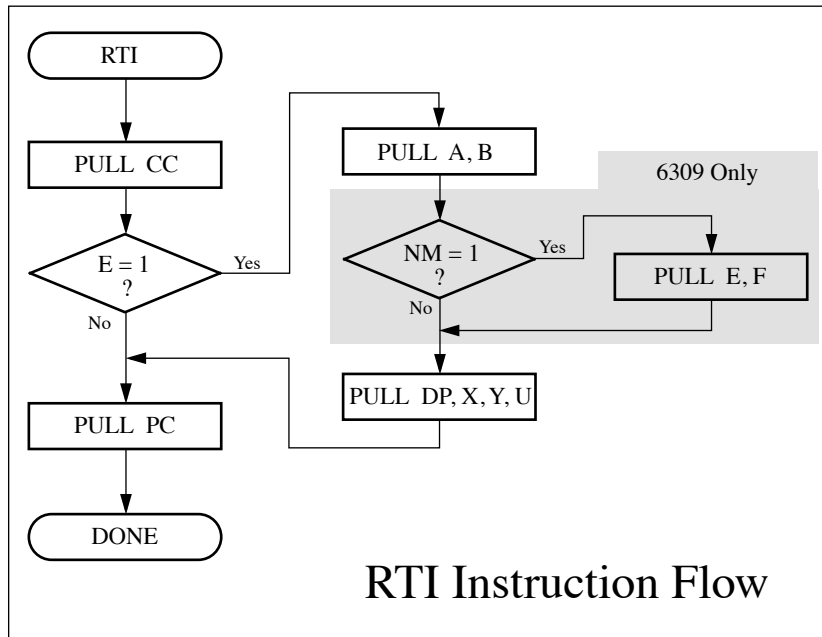 RTI
PULL CC
E = 1
?
Yes
No
PULL PC
DONE
PULL A, B
6309 Only
NM = 1
?
Yes
No
PULL E, F
PULL DP, X, Y, U
RTI Instruction Flow